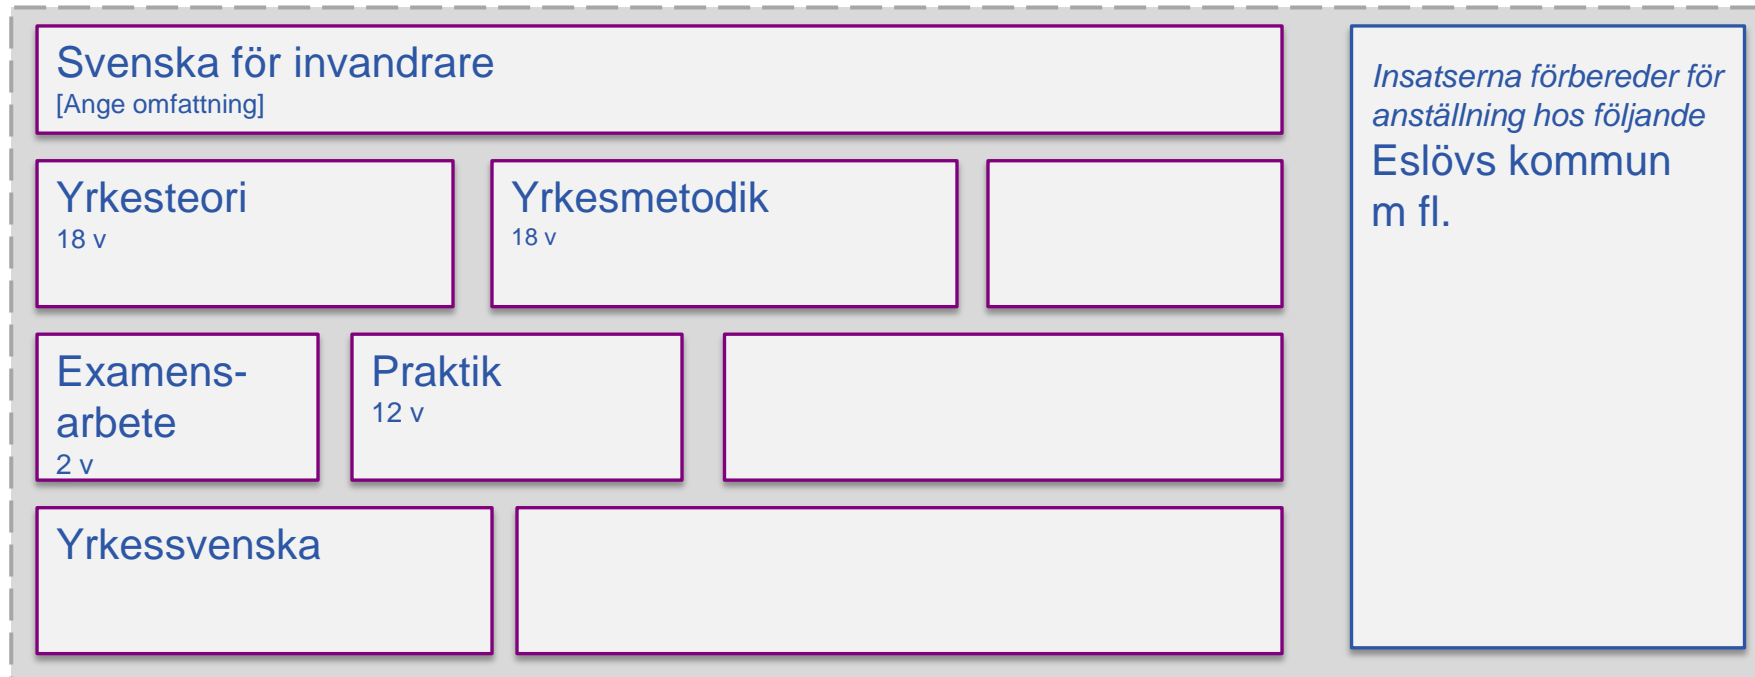 Svenska för invandrare
[Ange omfattning]
Yrkesteori
18 v
Yrkesmetodik
18 v
Examens-
arbete
2 v
Praktik
12 v
Yrkessvenska
Insatserna förbereder för
anställning hos följande
Eslövs kommun
m fl.